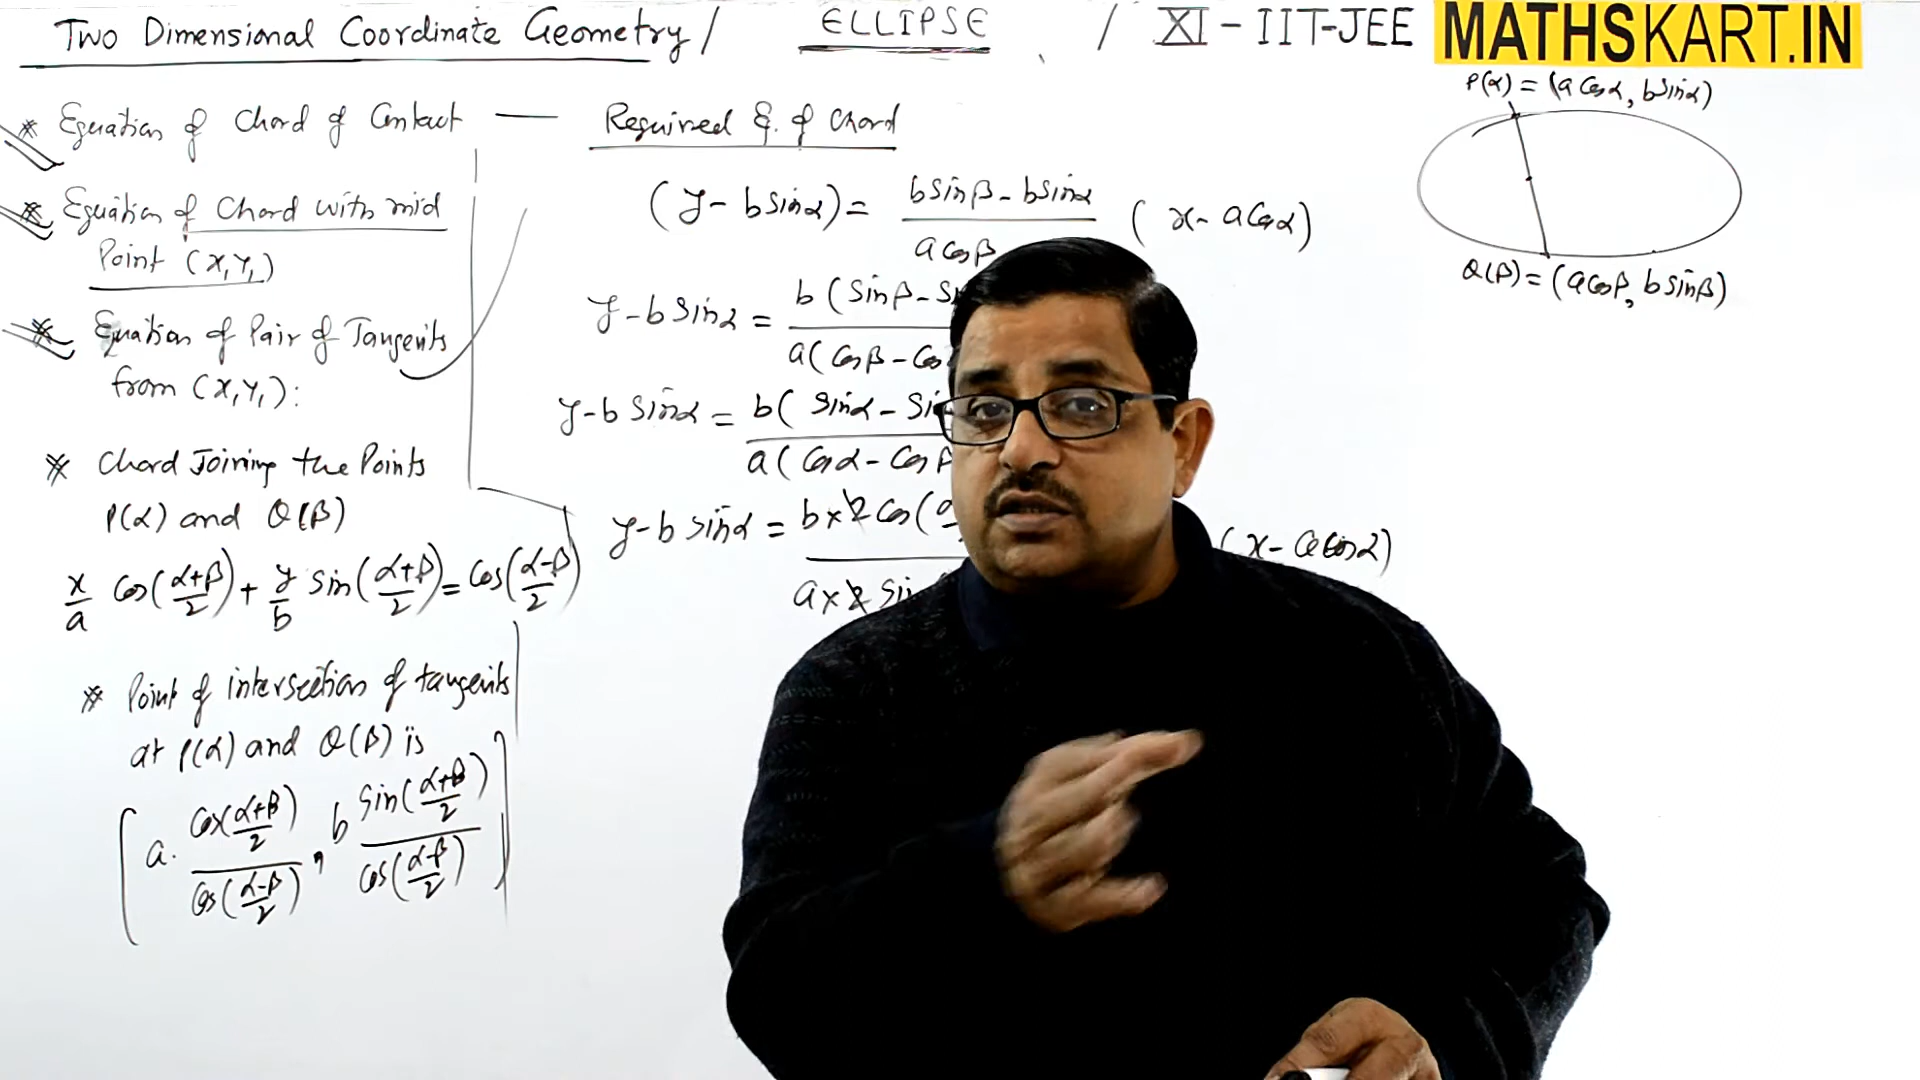 Two Dimensional Coordinate Geometry / ELLIPSE / XI - IIT-JEE MATHSKART.IN
* Equation of Chord of Contact — Required E. of Chord
* Equation of Chord with mid
Point (x₁y₁)
* Equation of Pair of Tangents
from (x₁y₁):
* Chord Joining the Points
P(α) and Q(β)
x/a Cos(α+β/2) + y/b Sin(α+β/2) = Cos(α-β/2)
* Point of intersection of tangents
at P(α) and Q(β) is
[a. Cos(α+β/2)/Cos(α-β/2), b Sin(α+β/2)/Cos(α-β/2)]
(y - b Sinα) = b Sinβ - b Sinα / a Cosβ (x - a Cosα)
y - b Sinα = b (Sinβ - / a (Cosβ -
y - b Sinα = b ( Sinα - / a ( Cosα - Cos
y - b Sinα = b x 2 Cos( / a x 2 (x - a Cosα)
P(α) = (a Cosα, b Sinα)
Q(β) = (a Cosβ, b Sinβ)